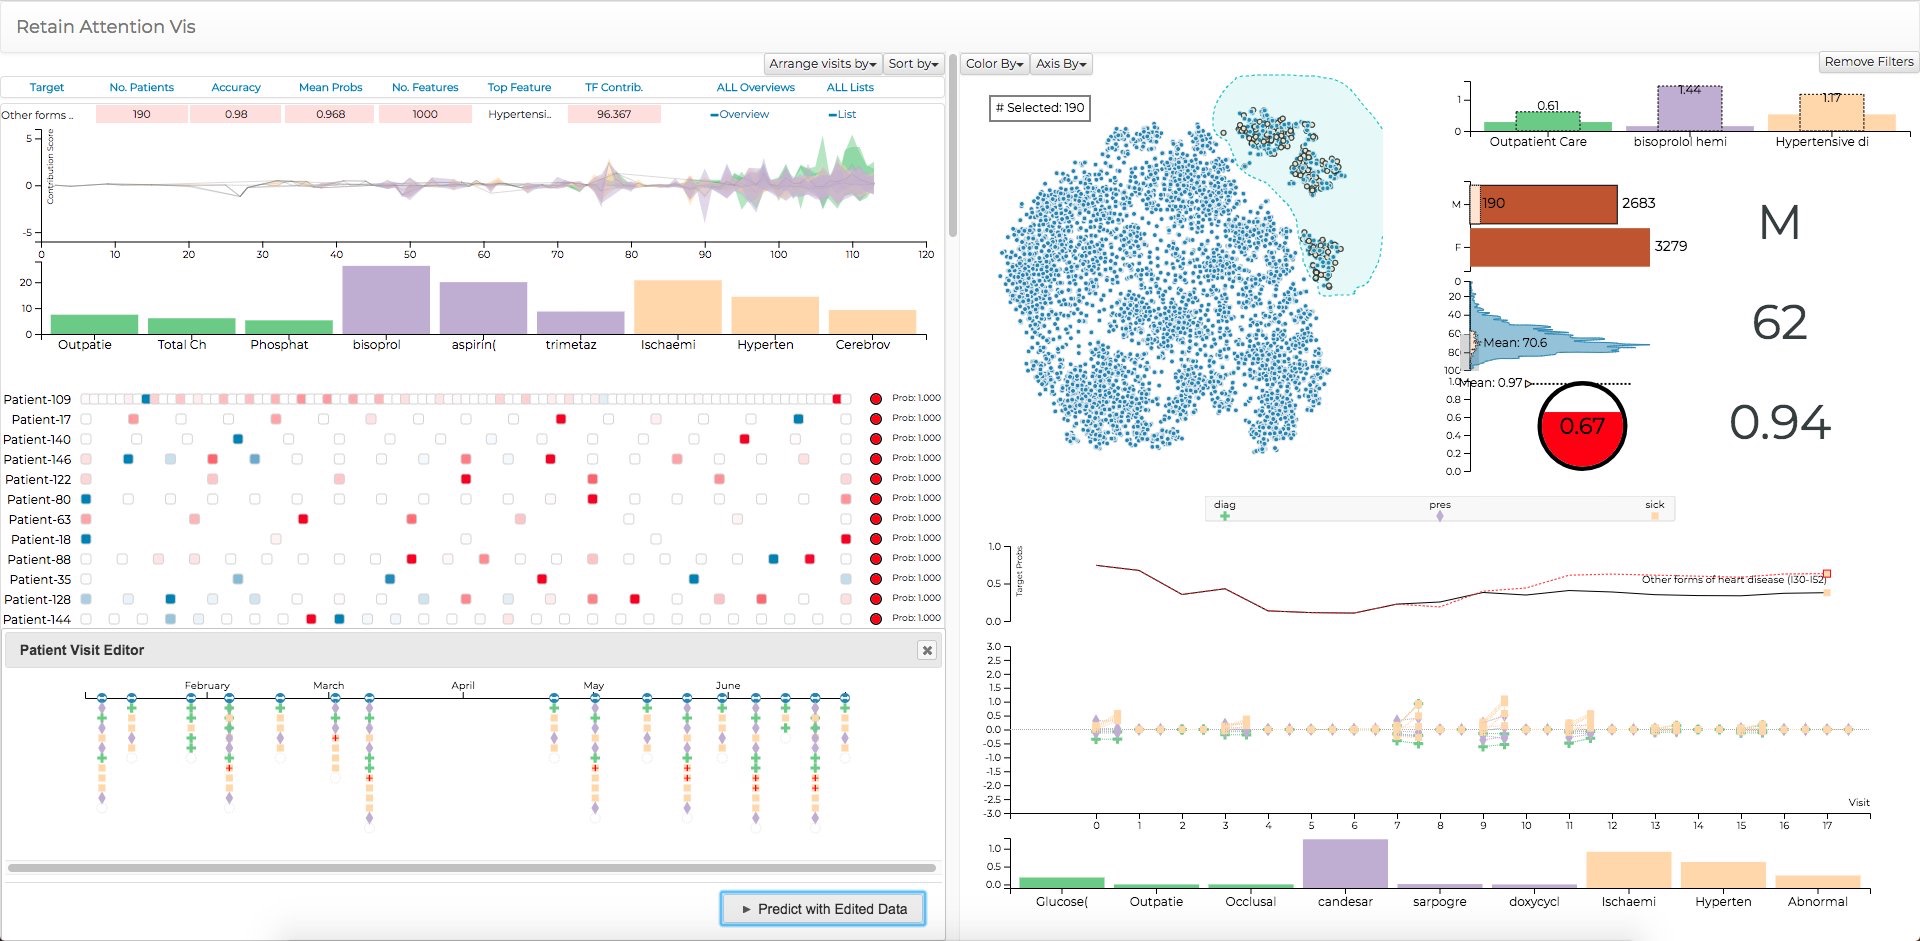 Retain Attention Vis
Arrange visits by Sort by
Target No. Patients Accuracy Mean Probs No. Features Top Feature TF Contrib. ALL Overviews ALL Lists
Other forms .. 190 0.98 0.968 1000 Hypertensi.. 96.367 Overview List
Contribution Score
5
0
-5
0 10 20 30 40 50 60 70 80 90 100 110 120
20
10
0
Outpatie Total Ch Phosphat bisoprol aspirin( trimetaz Ischaemi Hyperten Cerebrov
Patient-109 Prob: 1.000
Patient-17 Prob: 1.000
Patient-140 Prob: 1.000
Patient-146 Prob: 1.000
Patient-122 Prob: 1.000
Patient-80 Prob: 1.000
Patient-63 Prob: 1.000
Patient-18 Prob: 1.000
Patient-88 Prob: 1.000
Patient-35 Prob: 1.000
Patient-128 Prob: 1.000
Patient-144 Prob: 1.000
Patient Visit Editor
February March April May June
Predict with Edited Data
Color By Axis By
Remove Filters
# Selected: 190
1
0
0.61 1.44 1.17
Outpatient Care bisoprolol hemi Hypertensive di
M 190 2683
F 3279
M
0
20
40
60
80
100
Mean: 70.6
62
1.0
0.8
0.6
0.4
0.2
0.0
Mean: 0.97
0.67
0.94
diag pres sick
Target Probs
1.0
0.5
0.0
Other forms of heart disease (I30-I52)
3.0
2.5
2.0
1.5
1.0
0.5
0.0
-0.5
-1.0
-1.5
-2.0
-2.5
-3.0
Visit
0 1 2 3 4 5 6 7 8 9 10 11 12 13 14 15 16 17
1.0
0.5
0.0
Glucose( Outpatie Occlusal candesar sarpogre doxycycl Ischaemi Hyperten Abnormal